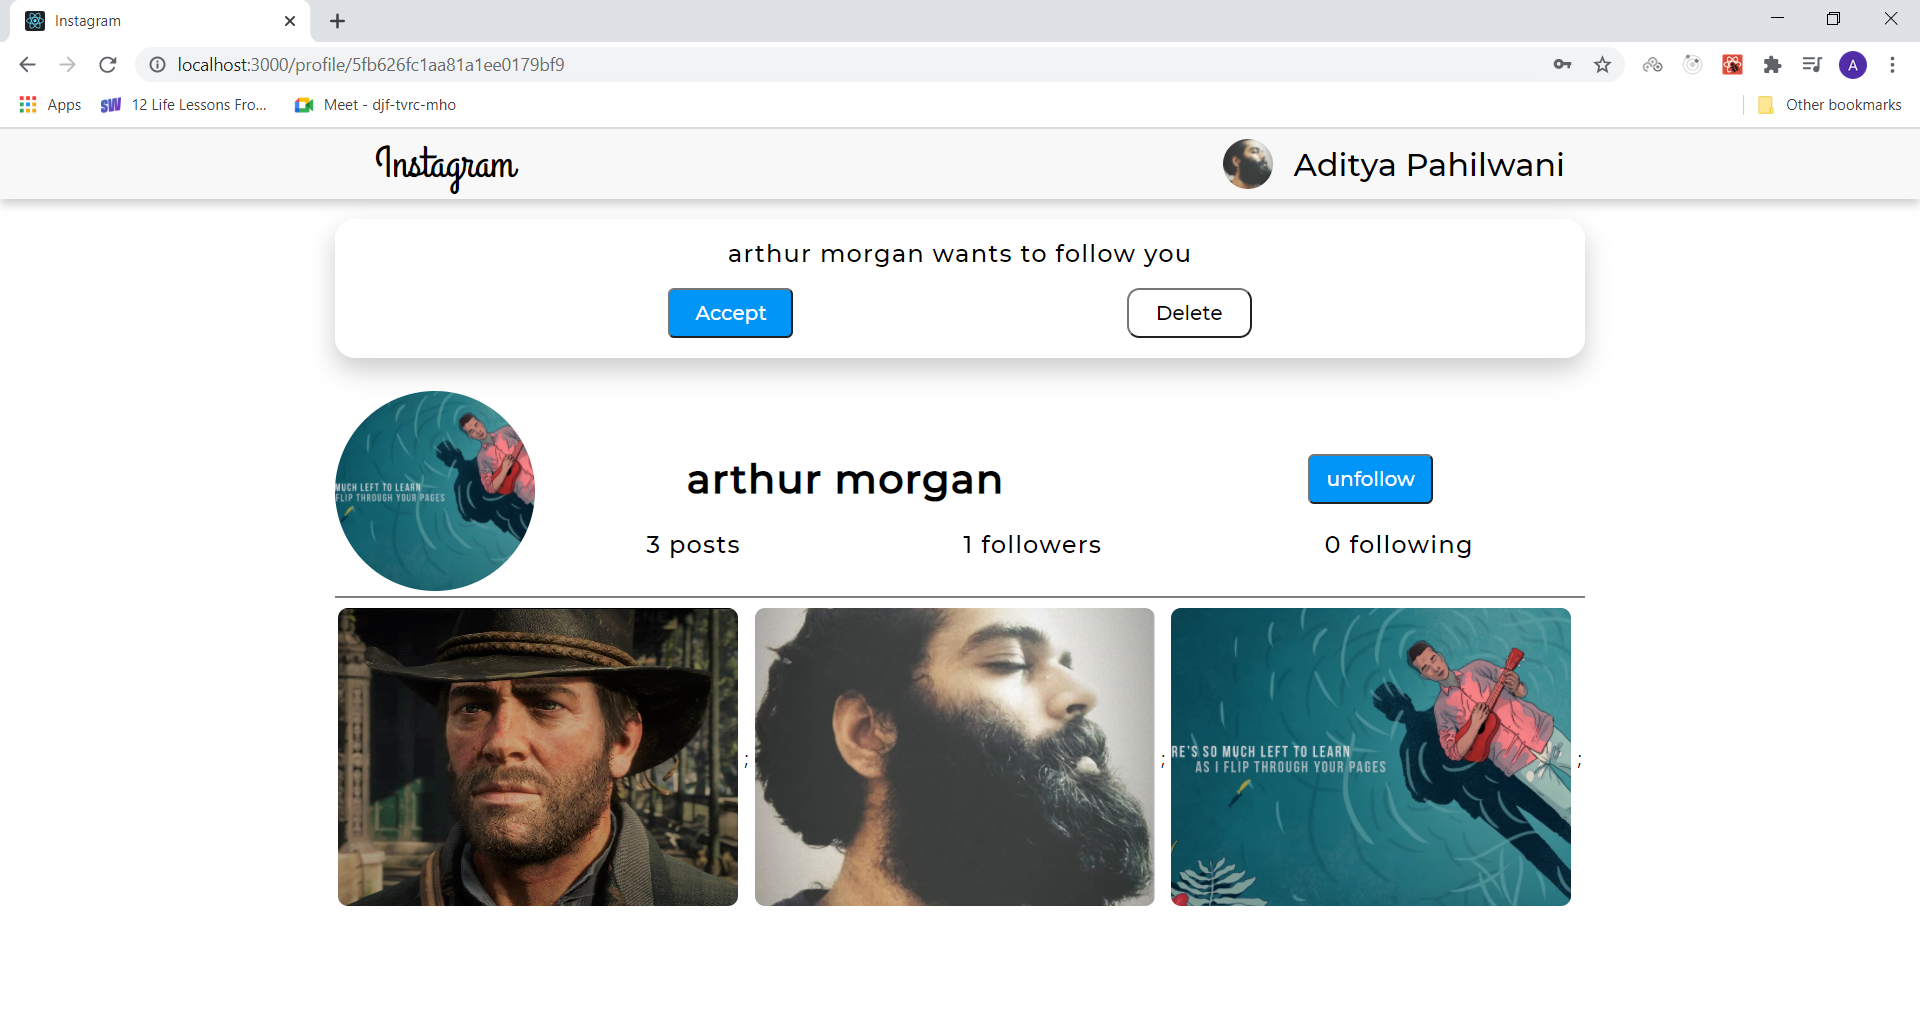 Instagram
localhost:3000/profile/5fb626fc1aa81a1ee0179bf9
A
Apps
SW
12 Life Lessons Fro...
Meet - djf-tvrc-mho
Other bookmarks
Instagram
Aditya Pahilwani
arthur morgan wants to follow you
Accept
Delete
MUCH LEFT TO LEARN
FLIP THROUGH YOUR PAGES
arthur morgan
unfollow
3 posts
1 followers
0 following
;
;
RE'S SO MUCH LEFT TO LEARN
AS I FLIP THROUGH YOUR PAGES
;